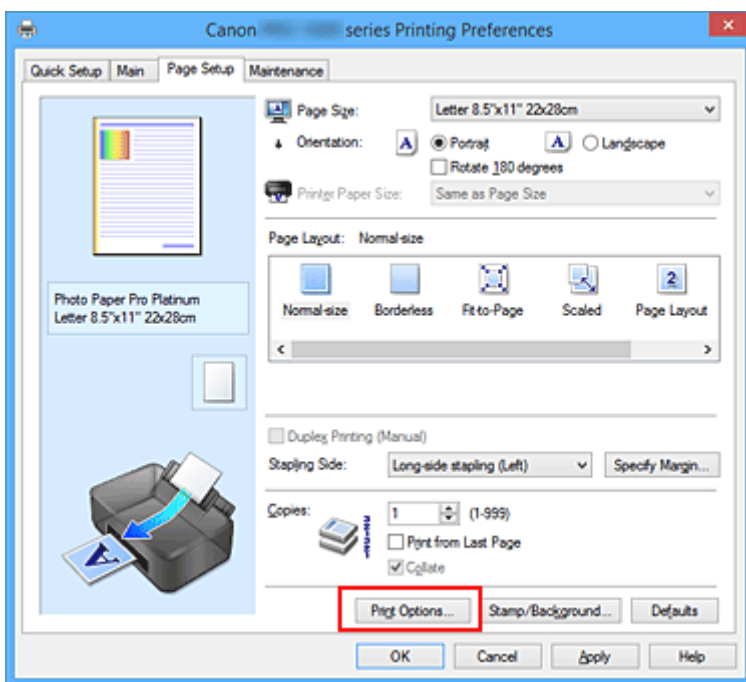 Canon series Printing Preferences
Quick Setup Main Page Setup Maintenance
Page Size: Letter 8.5"x11" 22x28cm
Orientation: A Portrait A Landscape
Rotate 180 degrees
Printer Paper Size: Same as Page Size
Page Layout: Normal-size
2
Normal-size Borderless Fit-to-Page Scaled Page Layout
Photo Paper Pro Platinum
Letter 8.5"x11" 22x28cm
Duplex Printing (Manual)
Stapling Side: Long-side stapling (Left) Specify Margin...
Copies: 1 (1-999)
Print from Last Page
Collate
A
Print Options... Stamp/Background... Defaults
OK Cancel Apply Help